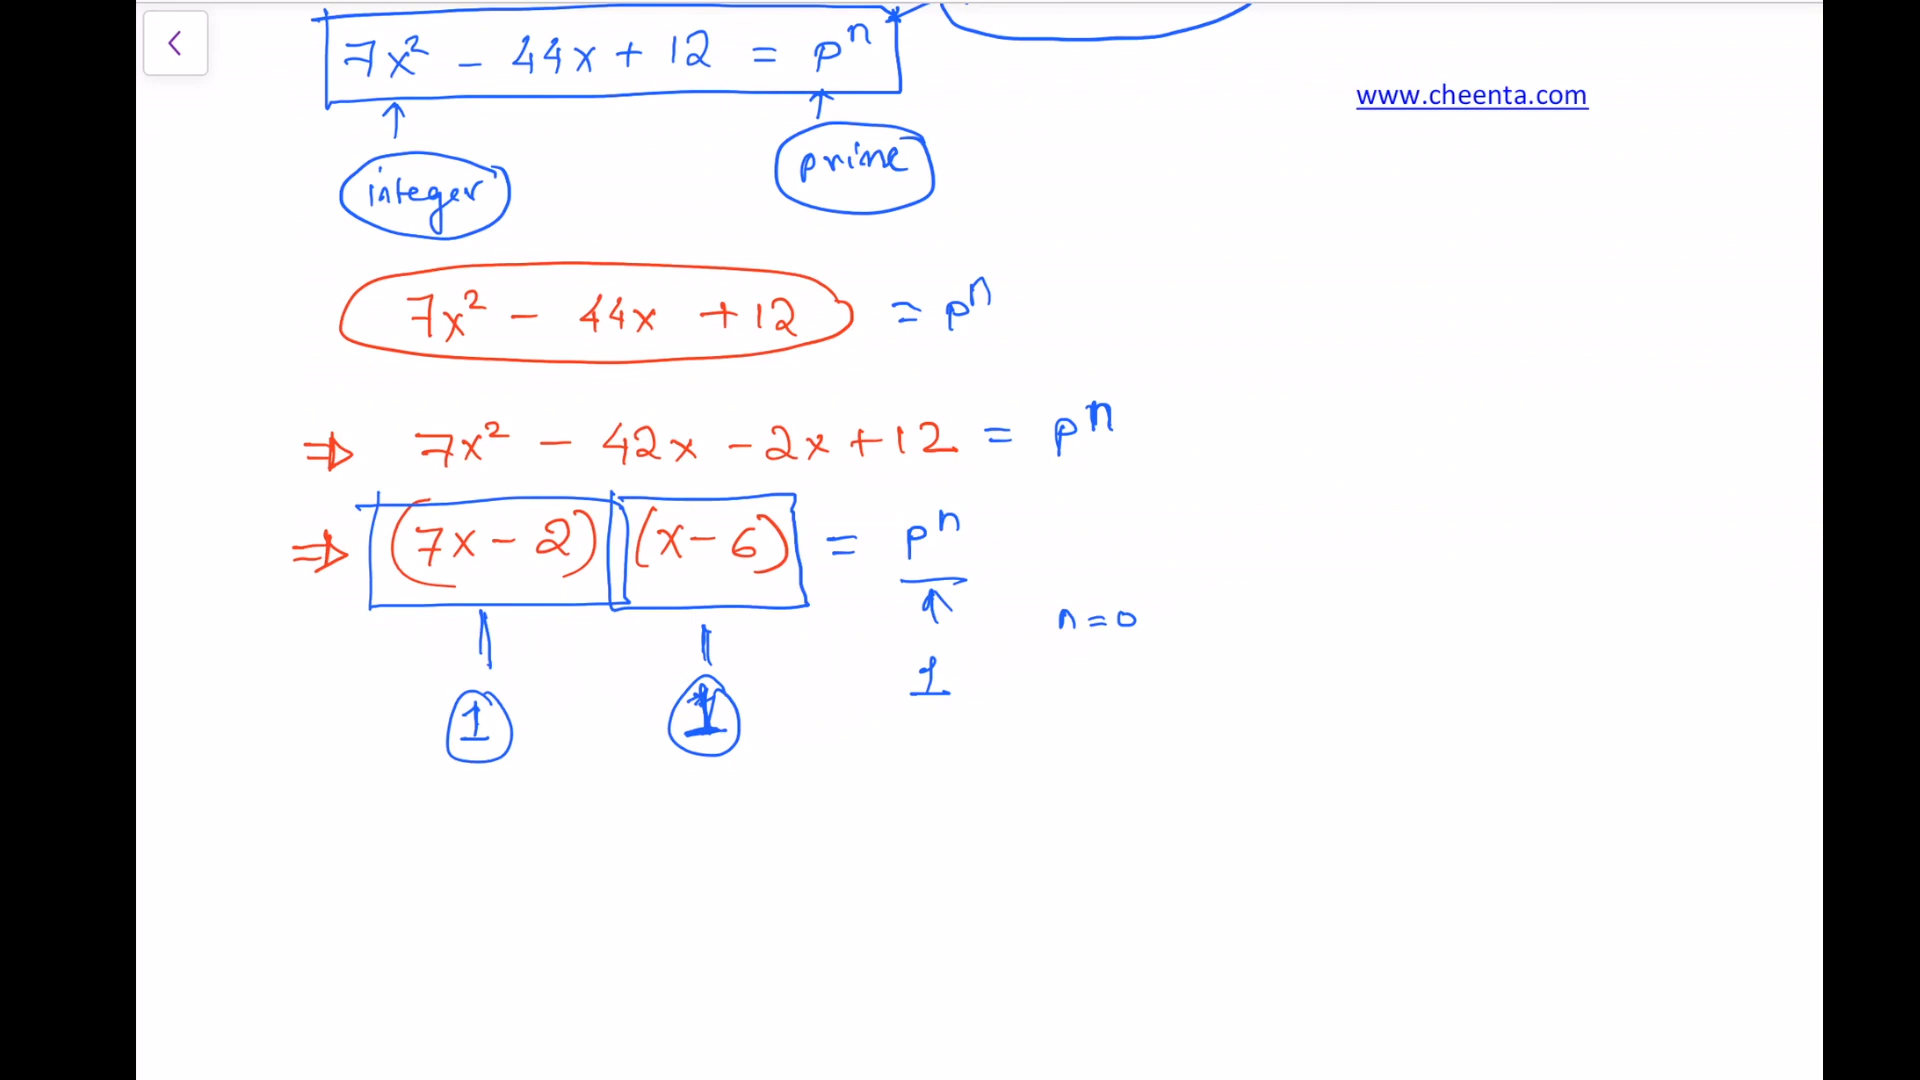 7x² - 44x + 12 = pⁿ
www.cheenta.com
integer
prime
7x² - 44x + 12 = pⁿ
⇒ 7x² - 42x - 2x + 12 = pⁿ
⇒ (7x - 2) (x - 6) = pⁿ
n = 0
1 1 1